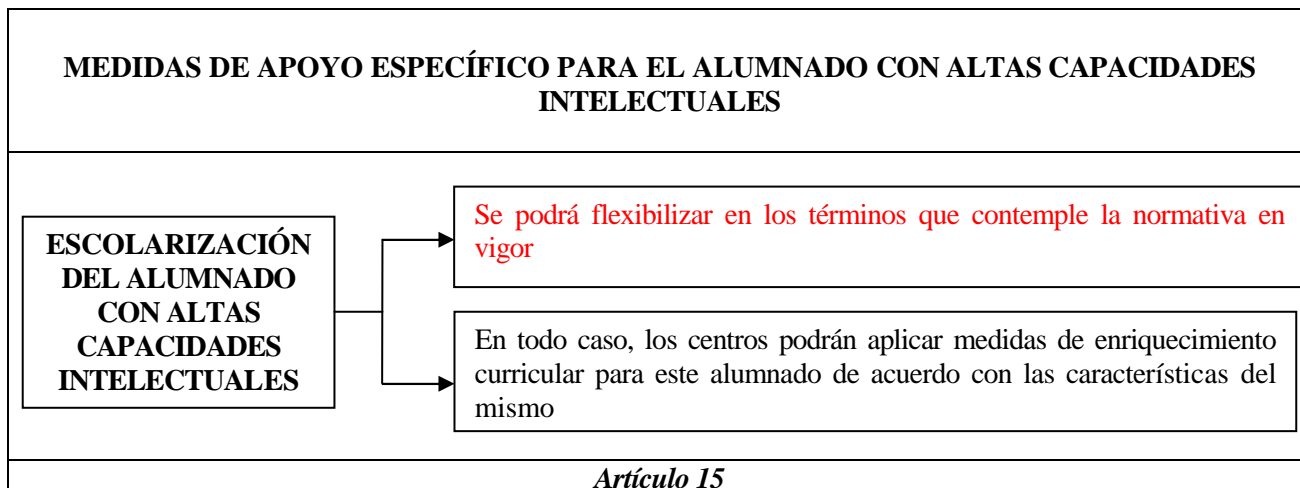 MEDIDAS DE APOYO ESPECÍFICO PARA EL ALUMNADO CON ALTAS CAPACIDADES
INTELECTUALES
ESCOLARIZACIÓN
DEL ALUMNADO
CON ALTAS
CAPACIDADES
INTELECTUALES
Se podrá flexibilizar en los términos que contemple la normativa en
vigor
En todo caso, los centros podrán aplicar medidas de enriquecimiento
curricular para este alumnado de acuerdo con las características del
mismo
Artículo 15